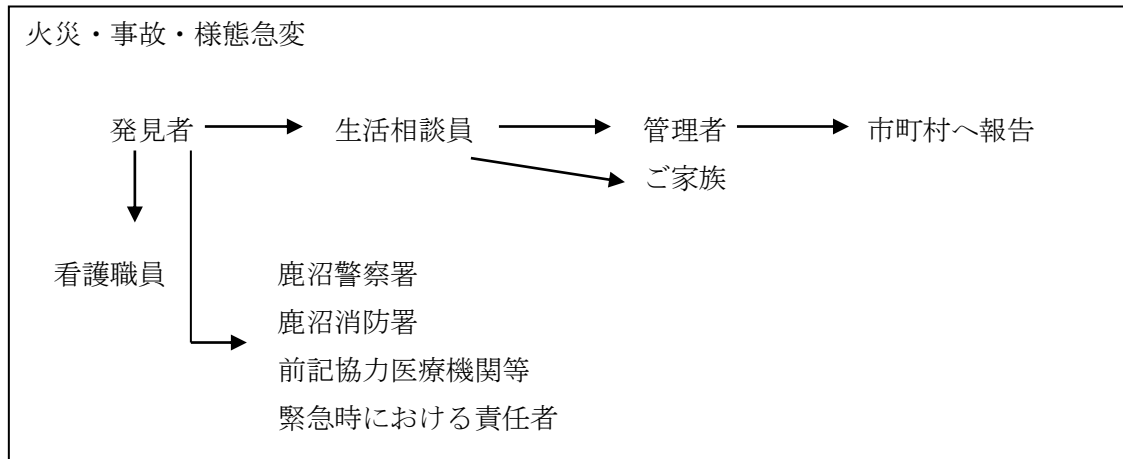 火災・事故・様態急変
発見者 生活相談員 管理者 市町村へ報告
ご家族
看護職員 鹿沼警察署
鹿沼消防署
前記協力医療機関等
緊急時における責任者